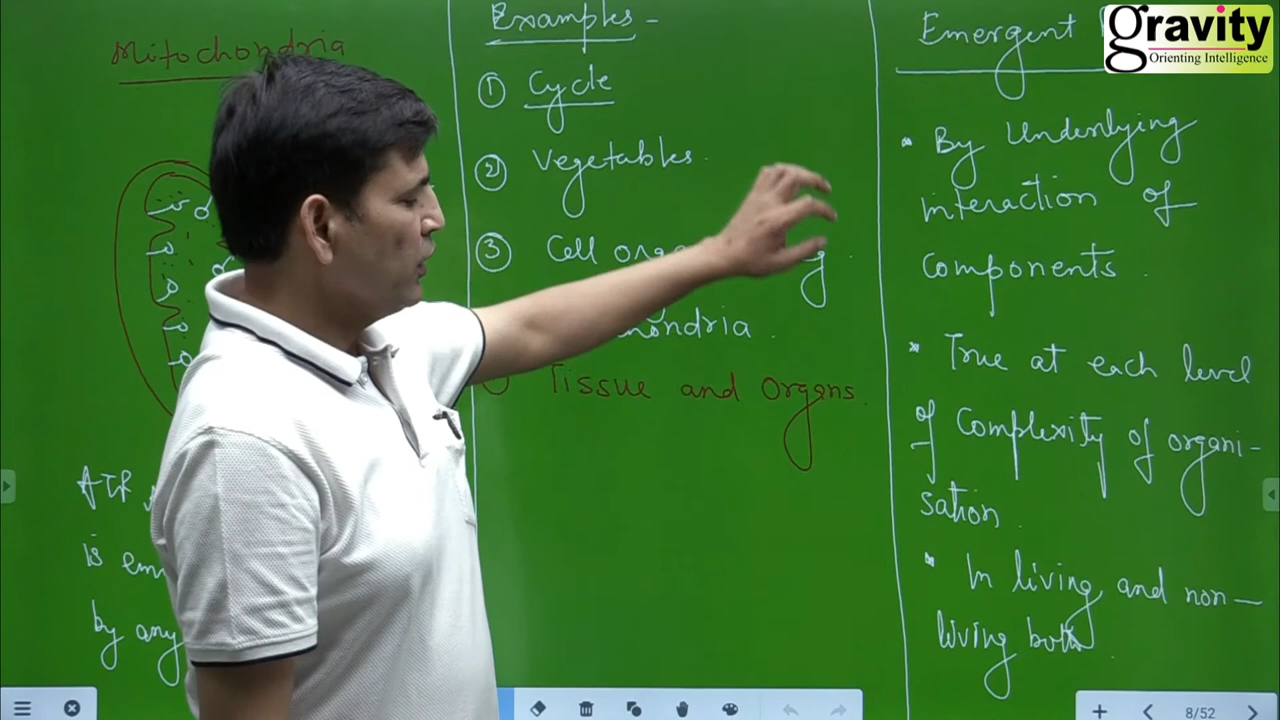 Mitochondria
ATP
is
by any
Examples -
① Cycle
② Vegetables.
③ Cell
Tissue and Organs.
Emergent
• By Underlying
interaction of
Components.
• True at each level
of Complexity of organi-
sation.
• In living and non-
living both
gravity
Orienting Intelligence
8/52